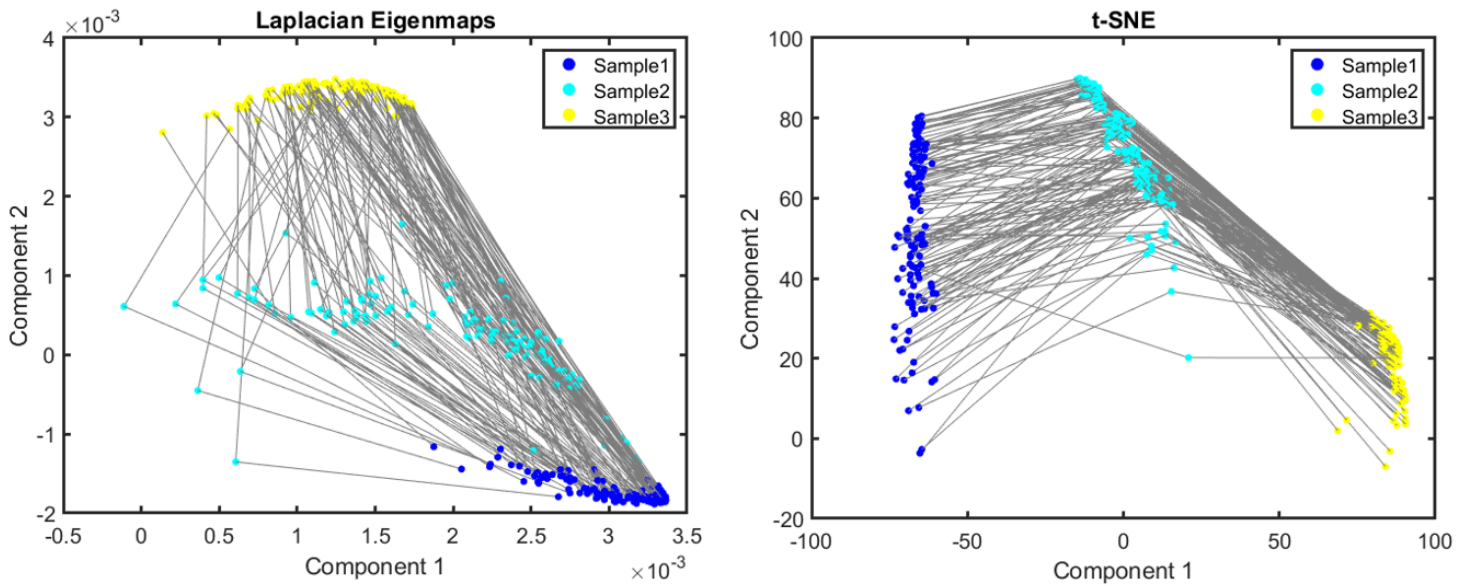 Laplacian Eigenmaps
×10⁻³
4
3
2
1
0
-1
-2
Component 2
-0.5
0
0.5
1
1.5
2
2.5
3
3.5
Component 1
×10⁻³
Sample1
Sample2
Sample3
t-SNE
100
80
60
40
20
0
-20
Component 2
-100
-50
0
50
100
Component 1
Sample1
Sample2
Sample3